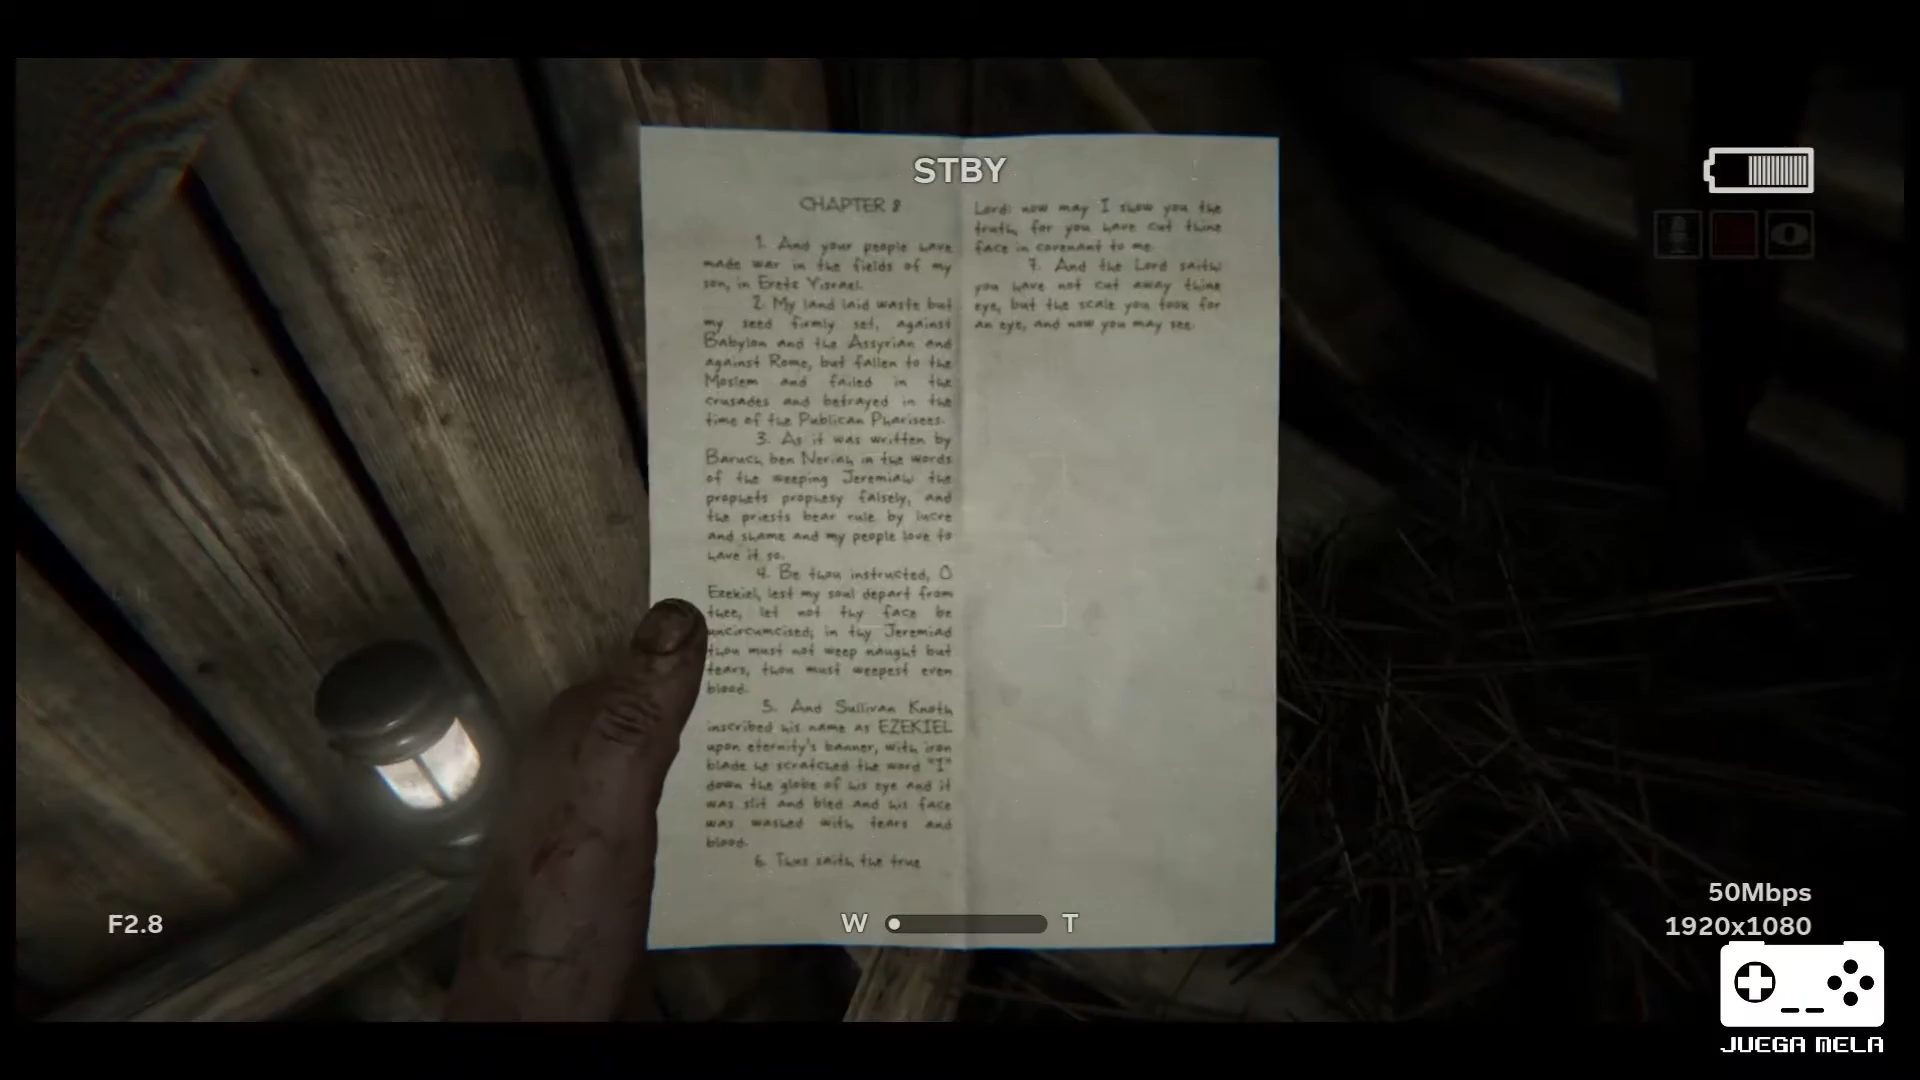 STBY
CHAPTER 8
1. And your people have
made war in the fields of my
son, in Eretz Yisrael.
2. My land laid waste but
my seed firmly set, against
Babylon and the Assyrian and
against Rome, but fallen to the
Moslem and failed in the
crusades and betrayed in the
time of the Publican Pharisees.
3. As it was written by
Baruch ben Neriah in the words
of the weeping Jeremiah: the
prophets prophesy falsely, and
the priests bear rule by lucre
and shame and my people love to
have it so.
4. Be thou instructed, O
Ezekiel, lest my soul depart from
thee, let not thy face be
uncircumcised; in thy Jeremiad
thou must not weep naught but
tears, thou must weepest even
blood.
5. And Sullivan Knoth
inscribed his name as EZEKIEL
upon eternity's banner, with iron
blade he scratched the word "I"
down the globe of his eye and it
was slit and bled and his face
was washed with tears and
blood.
6. Thus saith the true
Lord: now may I show you the
truth, for you have cut thine
face in covenant to me.
7. And the Lord saith:
you have not cut away thine
eye, but the scale you took for
an eye, and now you may see.
F2.8
W T
50Mbps
1920x1080
JUEGA MELA